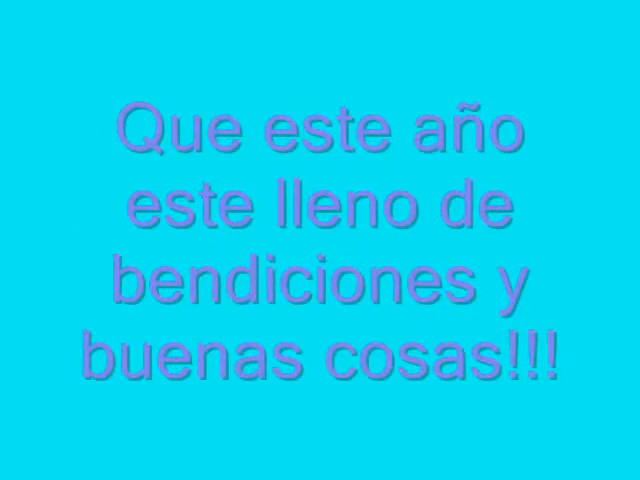 Que este año
este lleno de
bendiciones y
buenas cosas!!!